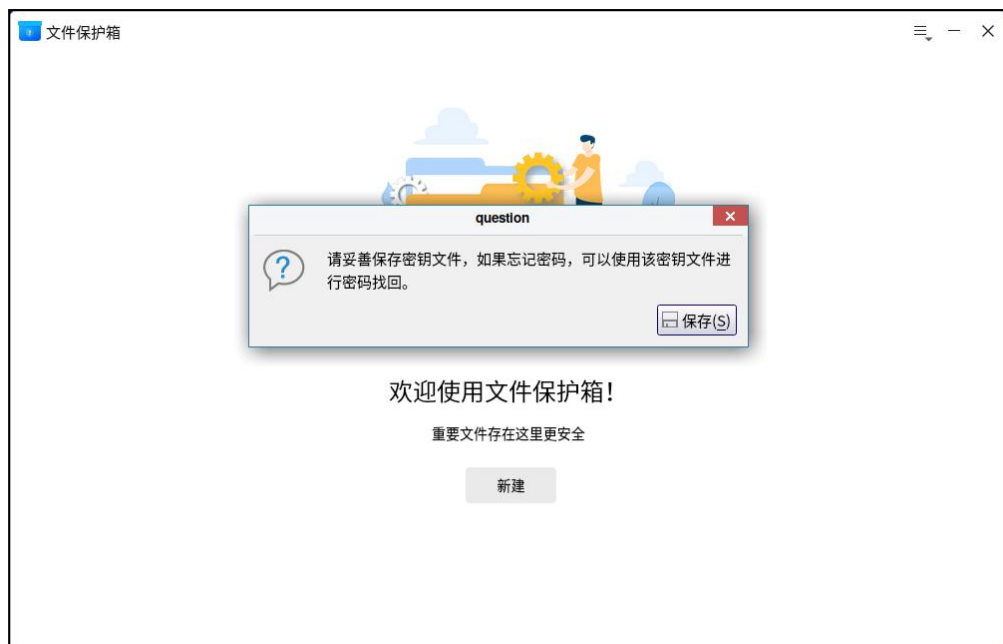 文件保护箱
question
请妥善保存密钥文件，如果忘记密码，可以使用该密钥文件进
行密码找回。
保存(S)
欢迎使用文件保护箱！
重要文件存在这里更安全
新建